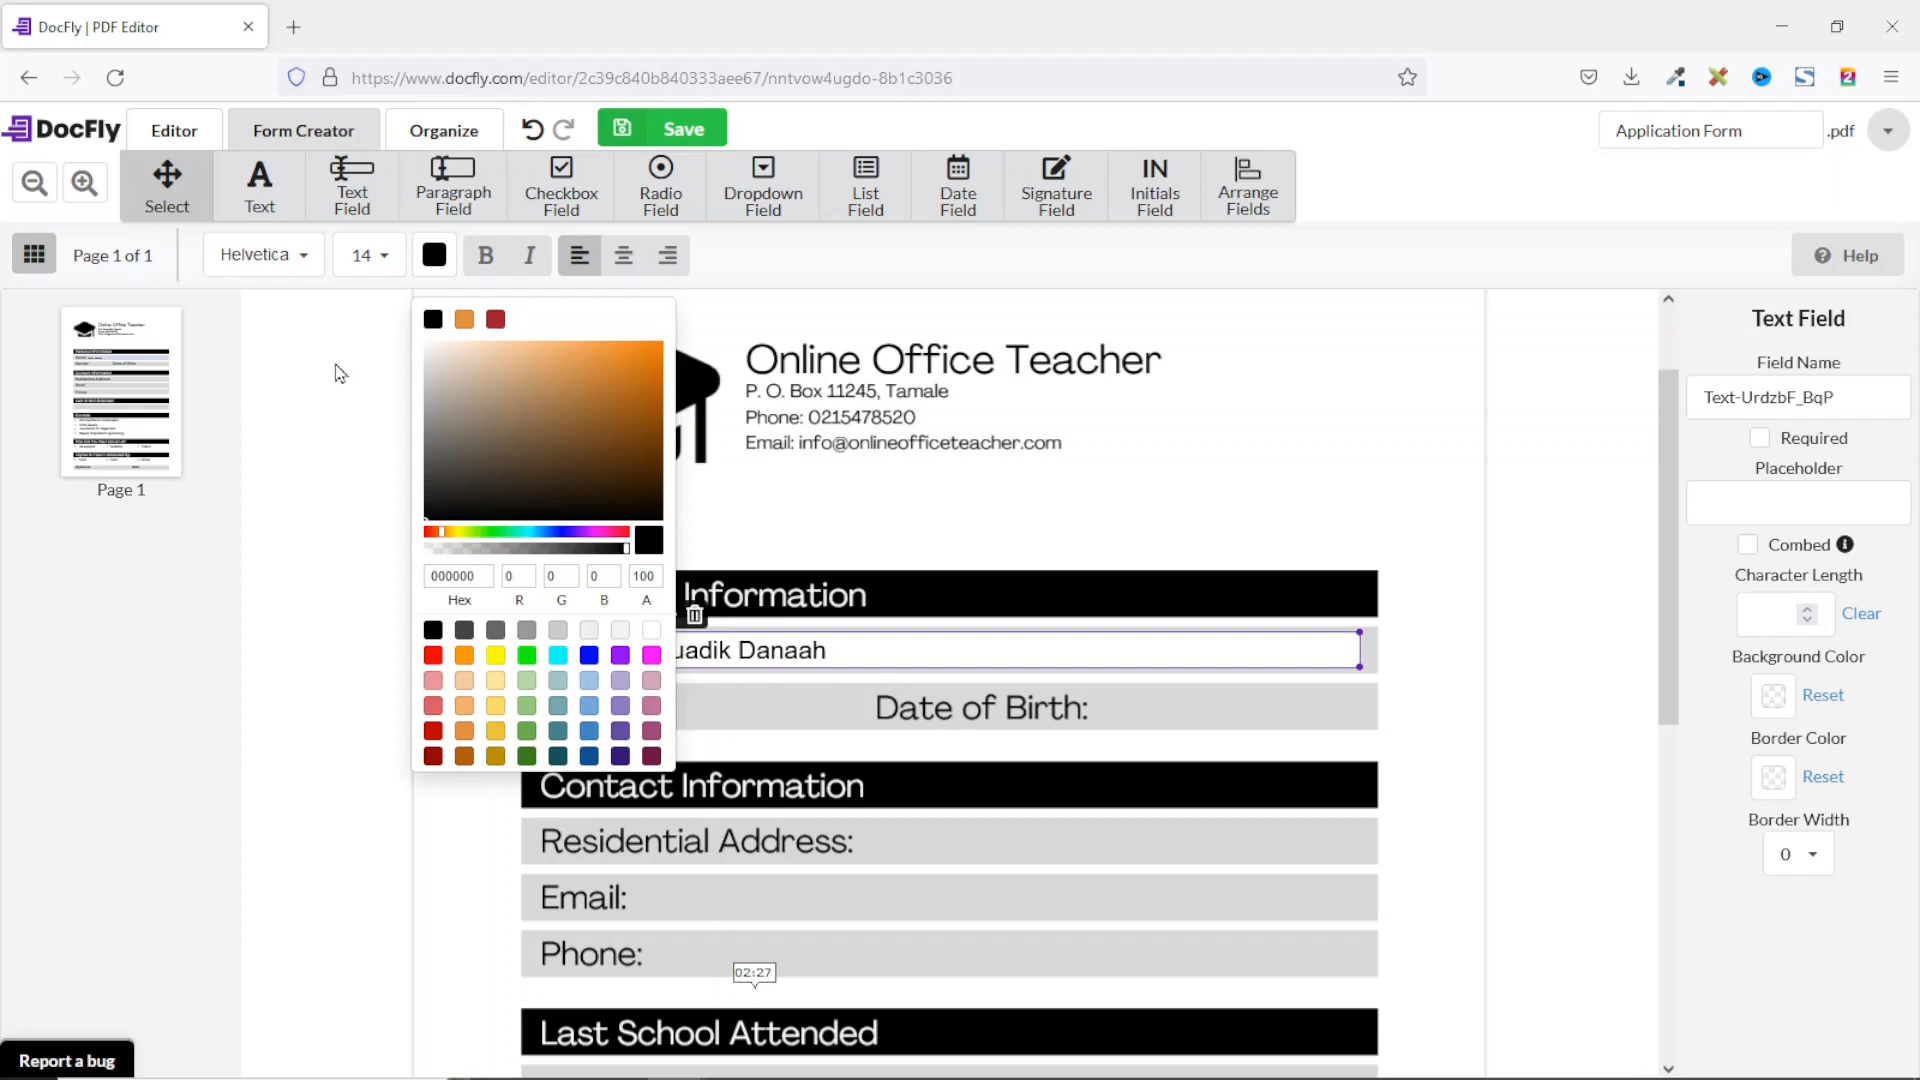 DocFly | PDF Editor
https://www.docfly.com/editor/2c39c840b840333aee67/nntvow4ugdo-8b1c3036
2
DocFly
Editor
Form Creator
Organize
Save
Application Form
.pdf
Select
Text
Text Field
Paragraph Field
Checkbox Field
Radio Field
Dropdown Field
List Field
Date Field
Signature Field
IN
Initials Field
Arrange Fields
Page 1 of 1
Helvetica
14
B
I
Help
Page 1
000000
0
0
0
100
Hex
R
G
B
A
Online Office Teacher
P. O. Box 11245, Tamale
Phone: 0215478520
Email: info@onlineofficeteacher.com
Information
uadik Danaah
Date of Birth:
Contact Information
Residential Address:
Email:
Phone:
02:27
Last School Attended
Text Field
Field Name
Text-UrdzbF_BqP
Required
Placeholder
Combed
Character Length
Clear
Background Color
Reset
Border Color
Reset
Border Width
0
Report a bug